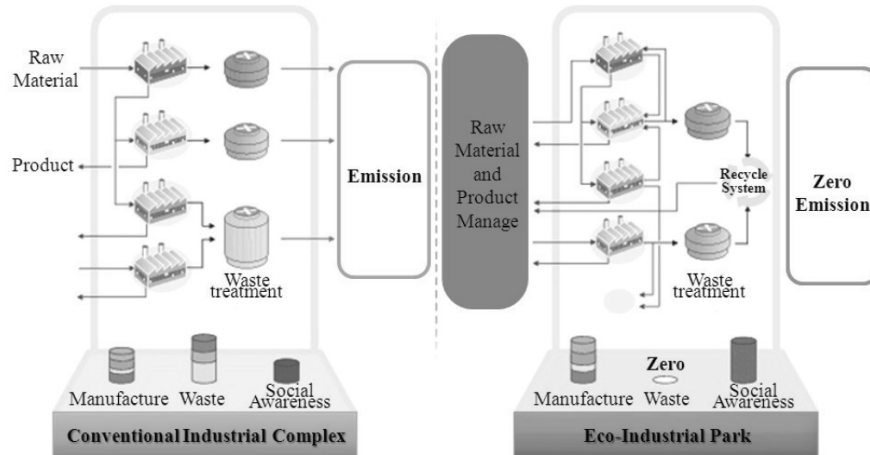 Raw
Material
Product
Emission
Waste
treatment
Manufacture
Waste
Social
Awareness
Conventional Industrial Complex
Raw
Material
and
Product
Manage
Recycle
System
Zero
Emission
Waste
treatment
Zero
Manufacture
Waste
Social
Awareness
Eco-Industrial Park